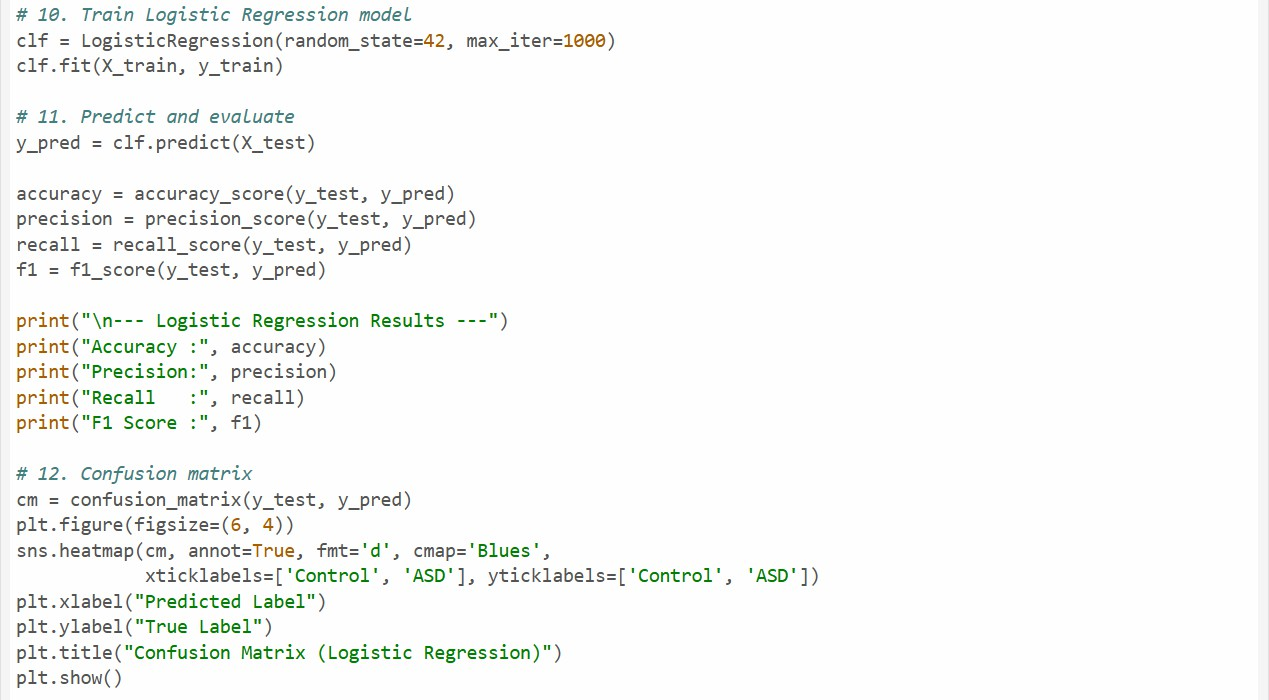 # 10. Train Logistic Regression model
clf = LogisticRegression(random_state=42, max_iter=1000)
clf.fit(X_train, y_train)
# 11. Predict and evaluate
y_pred = clf.predict(X_test)
accuracy = accuracy_score(y_test, y_pred)
precision = precision_score(y_test, y_pred)
recall = recall_score(y_test, y_pred)
f1 = f1_score(y_test, y_pred)
print("\n--- Logistic Regression Results ---")
print("Accuracy :", accuracy)
print("Precision:", precision)
print("Recall   :", recall)
print("F1 Score :", f1)
# 12. Confusion matrix
cm = confusion_matrix(y_test, y_pred)
plt.figure(figsize=(6, 4))
sns.heatmap(cm, annot=True, fmt='d', cmap='Blues',
            xticklabels=['Control', 'ASD'], yticklabels=['Control', 'ASD'])
plt.xlabel("Predicted Label")
plt.ylabel("True Label")
plt.title("Confusion Matrix (Logistic Regression)")
plt.show()